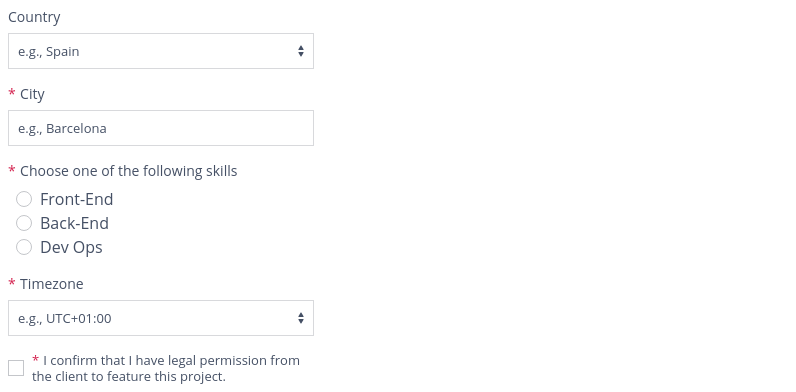 Country
e.g., Spain
* City
e.g., Barcelona
* Choose one of the following skills
Front-End
Back-End
Dev Ops
* Timezone
e.g., UTC+01:00
* I confirm that I have legal permission from
the client to feature this project.